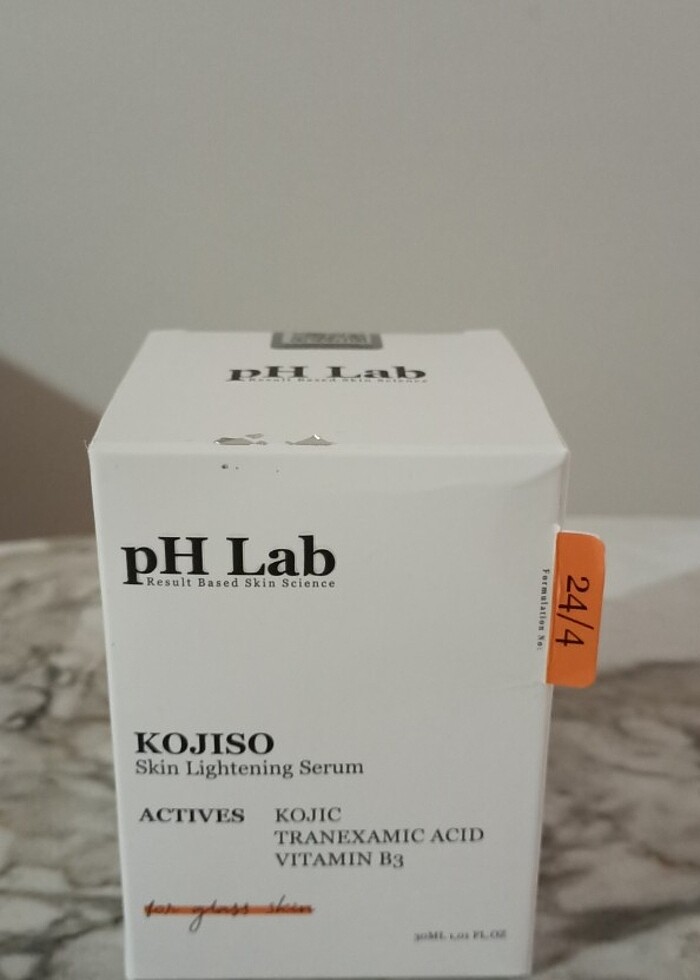 pH Lab
Result Based Skin Science
pH Lab
Result Based Skin Science
Formulation No:
24/4
KOJISO
Skin Lightening Serum
ACTIVES KOJIC
TRANEXAMIC ACID
VITAMIN B3
for glass skin
30ML 1.01 FL.OZ